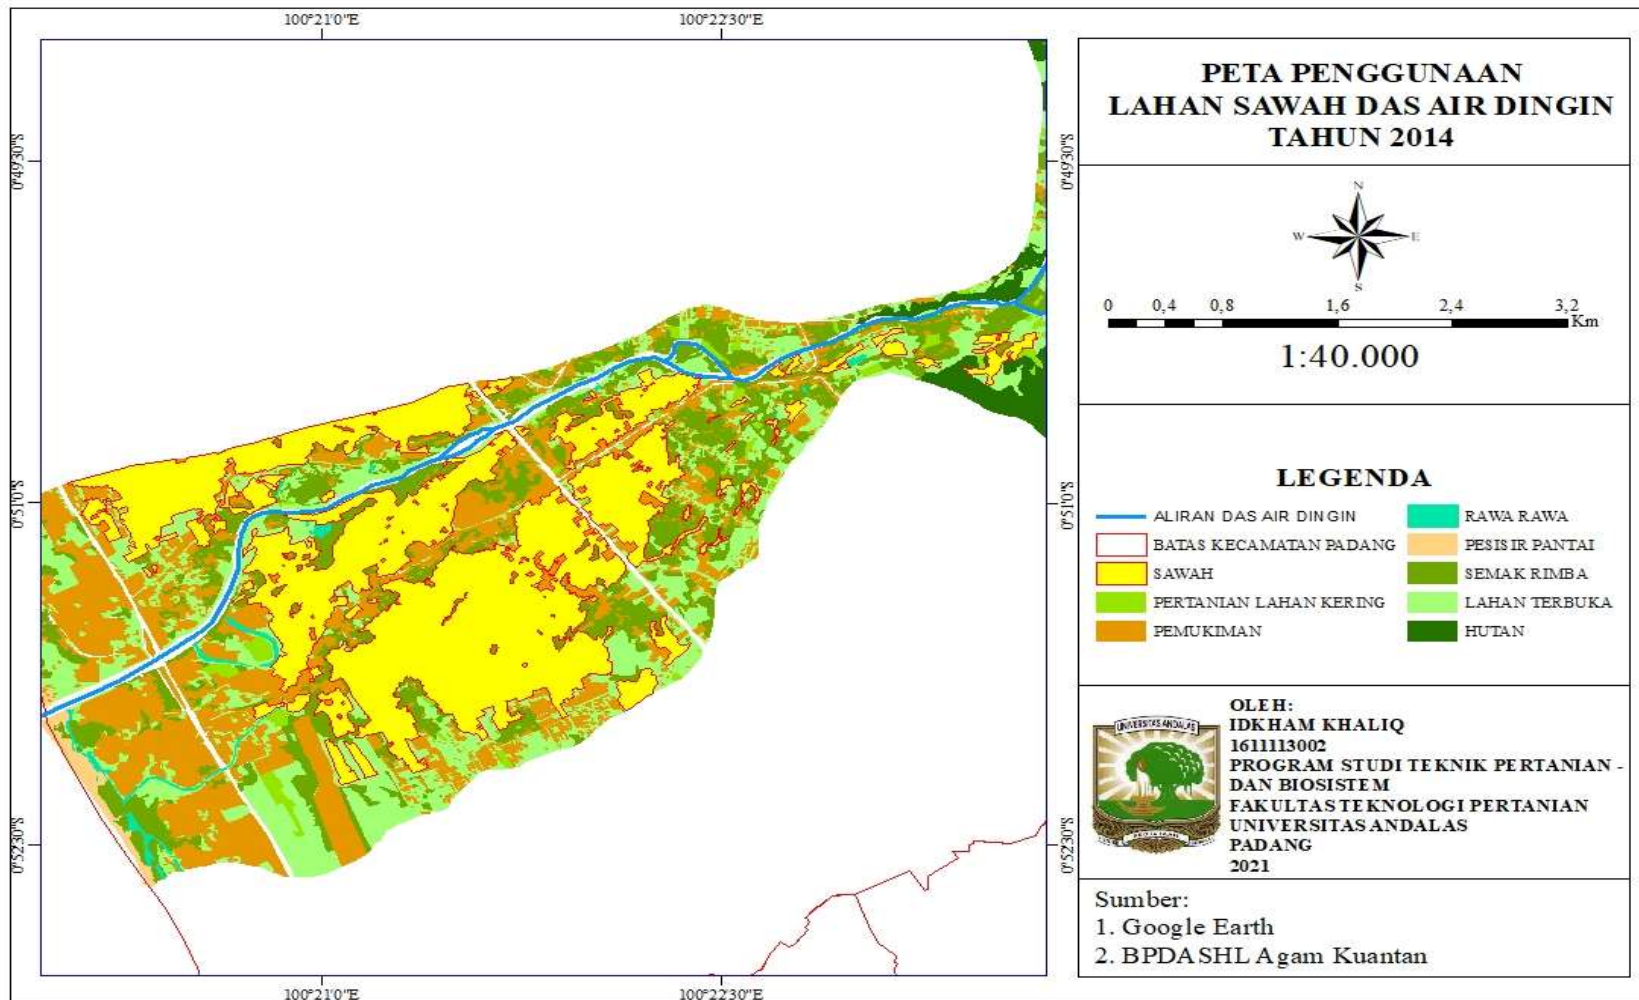 100°21'0"E 100°22'30"E
0°49'30"S 0°49'30"S
0°51'0"S 0°51'0"S
0°52'30"S 0°52'30"S
100°21'0"E 100°22'30"E
PETA PENGGUNAAN
LAHAN SAWAH DAS AIR DINGIN
TAHUN 2014
N
W E
S
0 0,4 0,8 1,6 2,4 3,2
Km
1:40.000
LEGENDA
ALIRAN DAS AIR DINGIN
BATAS KECAMATAN PADANG
SAWAH
PERTANIAN LAHAN KERING
PEMUKIMAN
RAWA RAWA
PESISIR PANTAI
SEMAK RIMBA
LAHAN TERBUKA
HUTAN
UNIVERSITAS ANDALAS
OLEH:
IDKHAM KHALIQ
1611113002
PROGRAM STUDI TEKNIK PERTANIAN -
DAN BIOSISTEM
FAKULTAS TEKNOLOGI PERTANIAN
UNIVERSITAS ANDALAS
PADANG
2021
Sumber:
1. Google Earth
2. BPDASHL Agam Kuantan